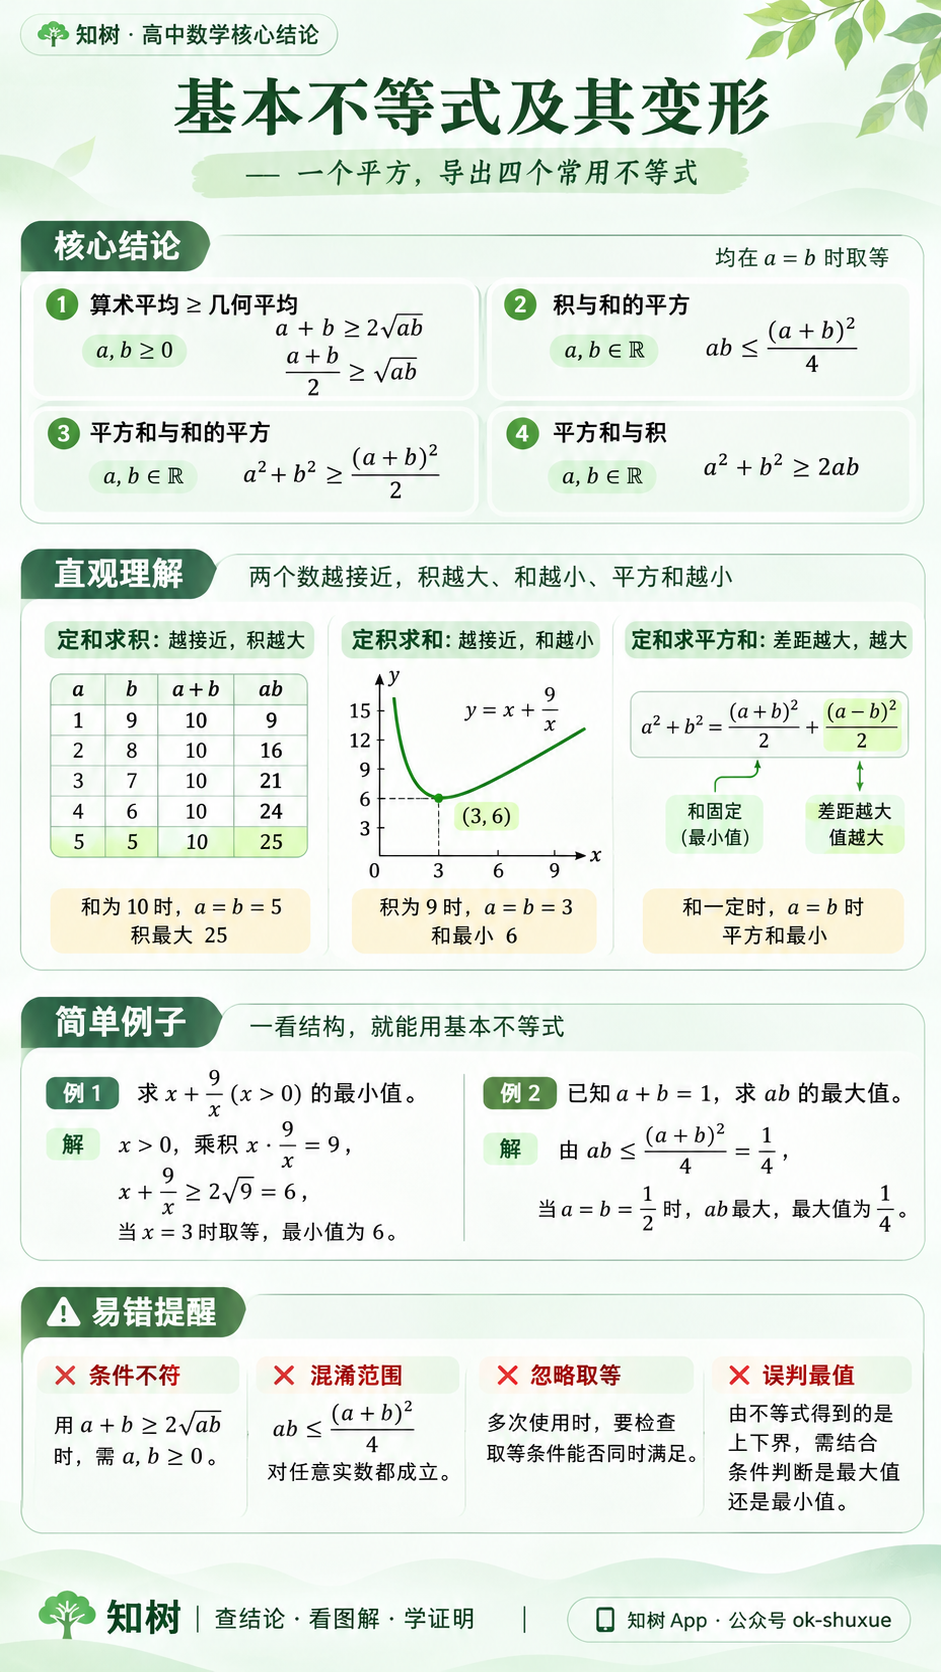 知树 · 高中数学核心结论
基本不等式及其变形
— 一个平方，导出四个常用不等式
核心结论
均在 a = b 时取等
1 算术平均 ≥ 几何平均
a, b ≥ 0
a + b ≥ 2√ab
(a + b)/2 ≥ √ab
2 积与和的平方
a, b ∈ ℝ
ab ≤ (a + b)²/4
3 平方和与和的平方
a, b ∈ ℝ
a² + b² ≥ (a + b)²/2
4 平方和与积
a, b ∈ ℝ
a² + b² ≥ 2ab
直观理解
两个数越接近，积越大、和越小、平方和越小
定和求积：越接近，积越大
a b a + b ab
1 9 10 9
2 8 10 16
3 7 10 21
4 6 10 24
5 5 10 25
和为 10 时，a = b = 5
积最大 25
定积求和：越接近，和越小
y
y = x + 9/x
15
12
9
6
3
(3, 6)
0 3 6 9 x
积为 9 时，a = b = 3
和最小 6
定和求平方和：差距越大，越大
a² + b² = (a + b)²/2 + (a − b)²/2
和固定
（最小值）
差距越大
值越大
和一定时，a = b 时
平方和最小
简单例子
一看结构，就能用基本不等式
例 1 求 x + 9/x (x > 0) 的最小值。
解 x > 0，乘积 x · 9/x = 9，
x + 9/x ≥ 2√9 = 6，
当 x = 3 时取等，最小值为 6。
例 2 已知 a + b = 1，求 ab 的最大值。
解 由 ab ≤ (a + b)²/4 = 1/4，
当 a = b = 1/2 时，ab 最大，最大值为 1/4。
易错提醒
条件不符
用 a + b ≥ 2√ab
时，需 a, b ≥ 0。
混淆范围
ab ≤ (a + b)²/4
对任意实数都成立。
忽略取等
多次使用时，要检查
取等条件能否同时满足。
误判最值
由不等式得到的是
上下界，需结合
条件判断是最大值
还是最小值。
知树 | 查结论 · 看图解 · 学证明 | 知树 App · 公众号 ok-shuxue